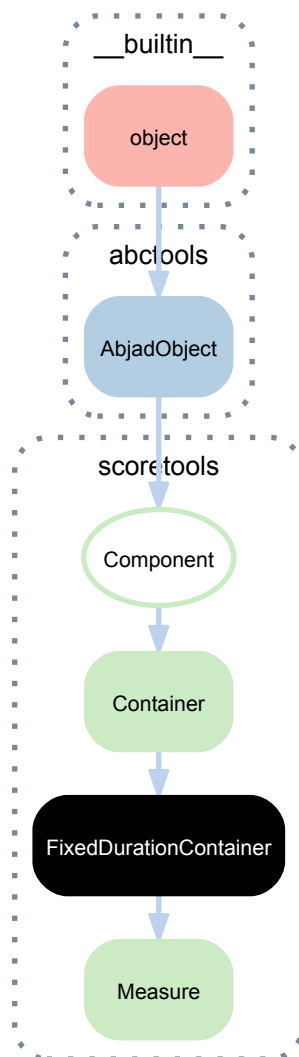 __builtin__
object
abctools
AbjadObject
scoretools
Component
Container
FixedDurationContainer
Measure